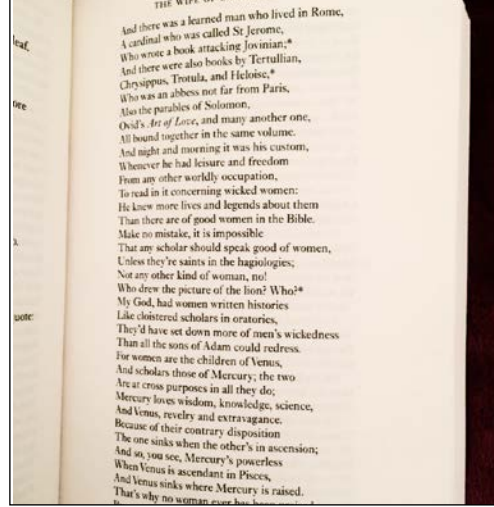 THE WIFE OF
And there was a learned man who lived in Rome,
A cardinal who was called St Jerome,
Who wrote a book attacking Jovinian;*
And there were also books by Tertullian,
Chrysippus, Trotula, and Heloise,*
Who was an abbess not far from Paris,
Also the parables of Solomon,
Ovid's Art of Love, and many another one,
All bound together in the same volume.
And night and morning it was his custom,
Whenever he had leisure and freedom
From any other worldly occupation,
To read in it concerning wicked women:
He knew more lives and legends about them
Than there are of good women in the Bible.
Make no mistake, it is impossible
That any scholar should speak good of women,
Unless they're saints in the hagiologies;
Not any other kind of woman, no!
Who drew the picture of the lion? Who?*
My God, had women written histories
Like cloistered scholars in oratories,
They'd have set down more of men's wickedness
Than all the sons of Adam could redress.
For women are the children of Venus,
And scholars those of Mercury; the two
Are at cross purposes in all they do;
Mercury loves wisdom, knowledge, science,
And Venus, revelry and extravagance.
Because of their contrary disposition
The one sinks when the other's in ascension;
And so, you see, Mercury's powerless
When Venus is ascendant in Pisces,
And Venus sinks where Mercury is raised.
That's why no woman ever has been
leaf.
uote: